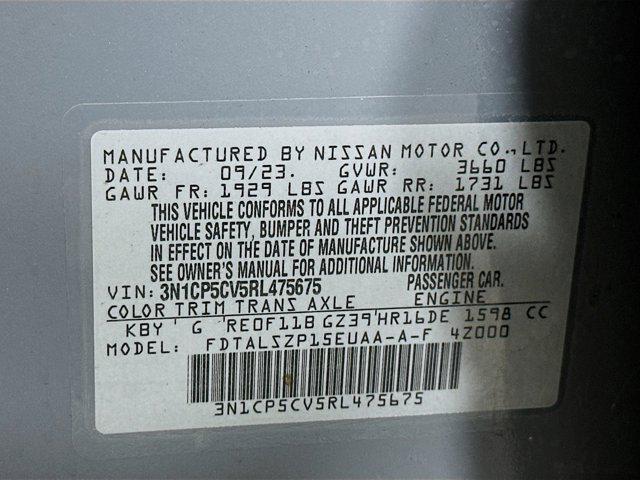 MANUFACTURED BY NISSAN MOTOR CO., LTD.
DATE: 09/23. GVWR: 3660 LBS
GAWR FR: 1929 LBS GAWR RR: 1731 LBS
THIS VEHICLE CONFORMS TO ALL APPLICABLE FEDERAL MOTOR
VEHICLE SAFETY, BUMPER AND THEFT PREVENTION STANDARDS
IN EFFECT ON THE DATE OF MANUFACTURE SHOWN ABOVE.
SEE OWNER'S MANUAL FOR ADDITIONAL INFORMATION.
VIN: 3N1CP5CV5RL475675 PASSENGER CAR.
COLOR TRIM TRANS AXLE ENGINE
KBY G RE0F11B GZ39 HR16DE 1598 CC
MODEL: FDTALSZP15EUAA-A-F 4Z000
3N1CP5CV5RL475675